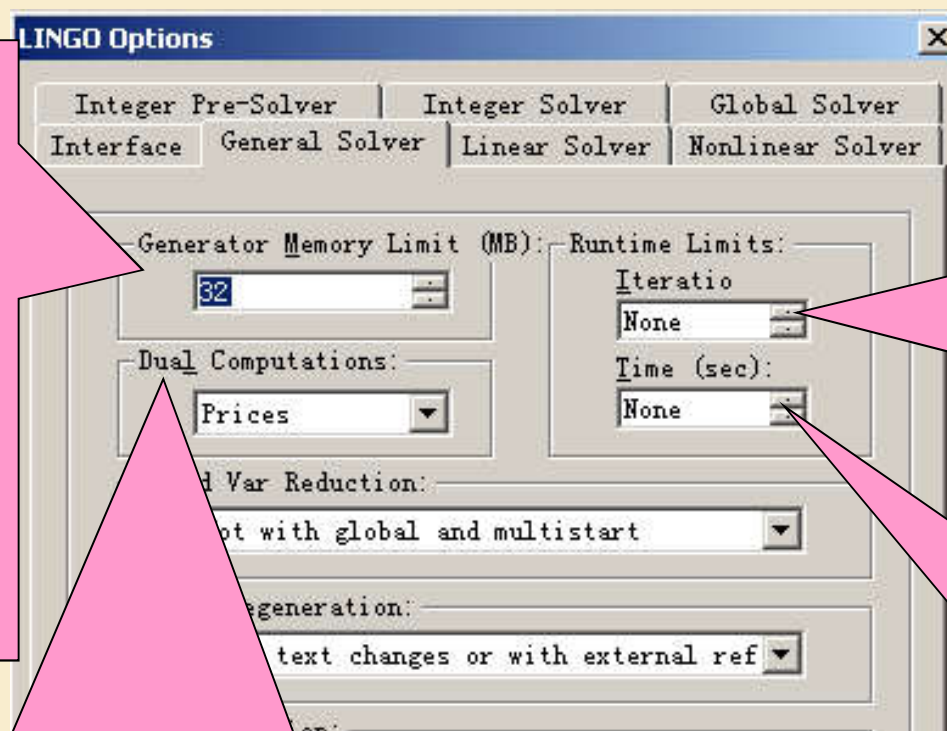 LINGO Options
Integer Pre-Solver Integer Solver Global Solver
Interface General Solver Linear Solver Nonlinear Solver
Generator Memory Limit (MB): Runtime Limits:
32
Iteratio
None
Dual Computations:
Time (sec):
Prices
None
Var Reduction:
with global and multistart
egeneration:
text changes or with external ref